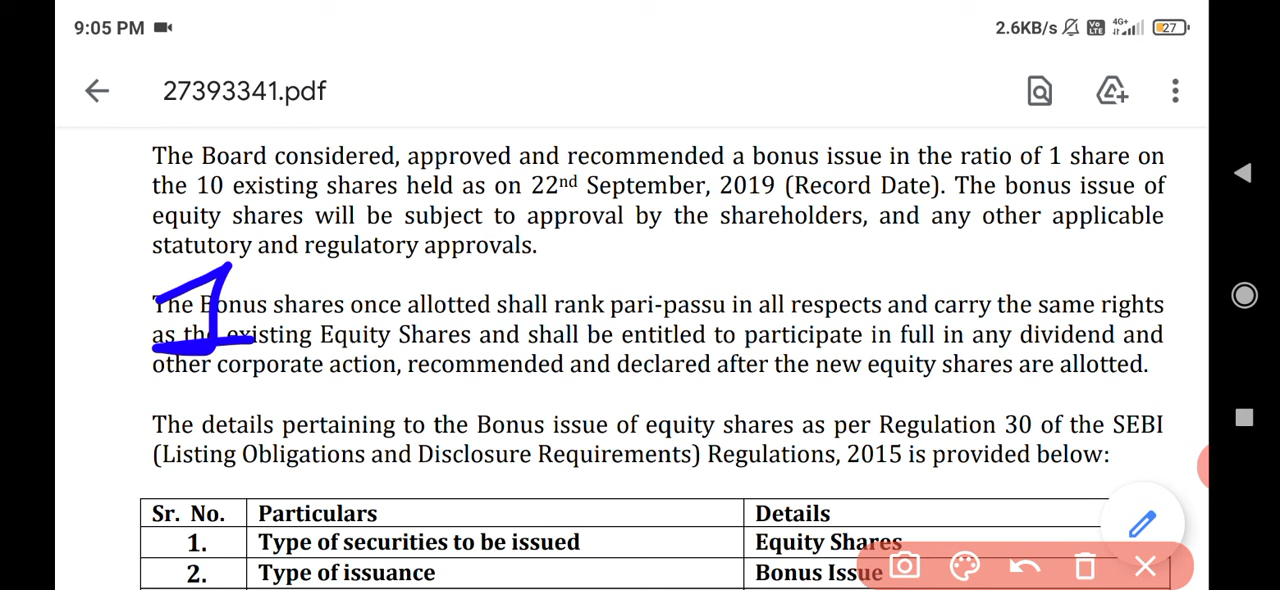 9:05 PM 2.6KB/s Vo LTE 4G+ 27
27393341.pdf
The Board considered, approved and recommended a bonus issue in the ratio of 1 share on
the 10 existing shares held as on 22nd September, 2019 (Record Date). The bonus issue of
equity shares will be subject to approval by the shareholders, and any other applicable
statutory and regulatory approvals.
1
The Bonus shares once allotted shall rank pari-passu in all respects and carry the same rights
as the existing Equity Shares and shall be entitled to participate in full in any dividend and
other corporate action, recommended and declared after the new equity shares are allotted.
The details pertaining to the Bonus issue of equity shares as per Regulation 30 of the SEBI
(Listing Obligations and Disclosure Requirements) Regulations, 2015 is provided below:
Sr. No. Particulars Details
1. Type of securities to be issued Equity Shares
2. Type of issuance Bonus Issue